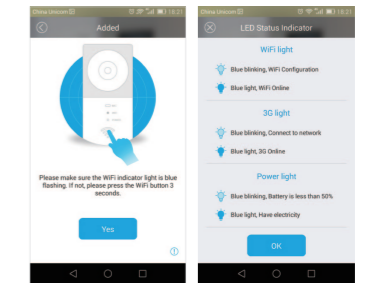 China Unicom
18:21
Added
Please make sure the WiFi indicator light is blue
flashing. If not, please press the WiFi button 3
seconds.
Yes
China Unicom
18:21
LED Status Indicator
WiFi light
Blue blinking, WiFi Configuration
Blue light, WiFi Online
3G light
Blue blinking, Connect to network
Blue light, 3G Online
Power light
Blue blinking, Battery is less than 50%
Blue light, Have electricity
OK